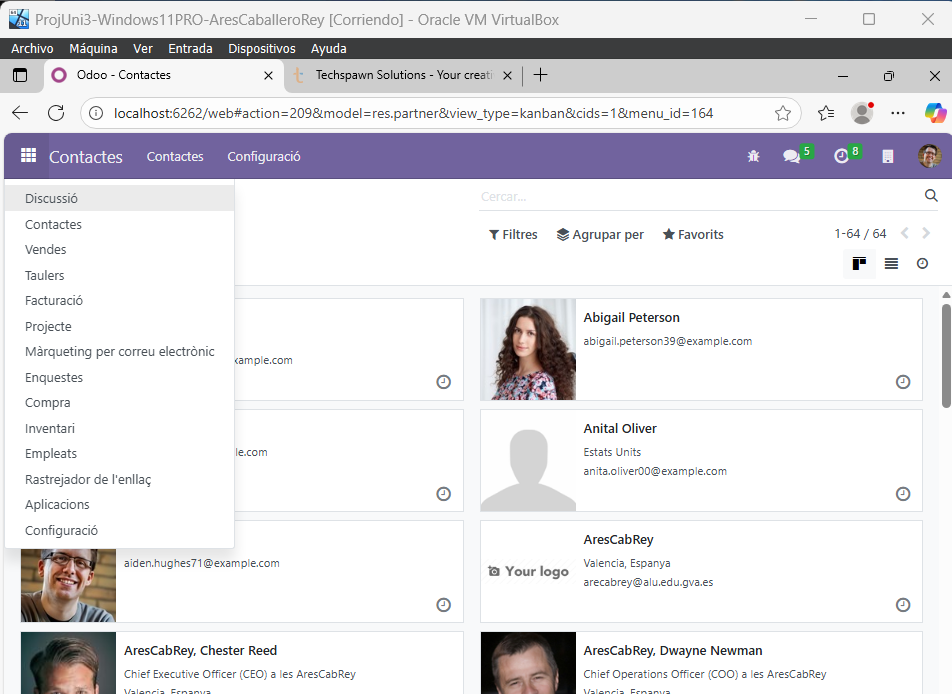 ProjUni3-Windows11PRO-AresCaballeroRey [Corriendo] - Oracle VM VirtualBox
Archivo Máquina Ver Entrada Dispositivos Ayuda
Odoo - Contactes
Techspawn Solutions - Your creati
localhost:6262/web#action=209&model=res.partner&view_type=kanban&cids=1&menu_id=164
Contactes Contactes Configuració 5 8
Discussió
Contactes
Vendes
Taulers
Facturació
Projecte
Màrqueting per correu electrònic
Enquestes
Compra
Inventari
Empleats
Rastrejador de l'enllaç
Aplicacions
Configuració
Cercar...
Filtres Agrupar per Favorits 1-64 / 64
xample.com
Abigail Peterson
abigail.peterson39@example.com
le.com
Anital Oliver
Estats Units
anita.oliver00@example.com
aiden.hughes71@example.com
Your logo
AresCabRey
Valencia, Espanya
arecabrey@alu.edu.gva.es
AresCabRey, Chester Reed
Chief Executive Officer (CEO) a les AresCabRey
Valencia, Espanya
AresCabRey, Dwayne Newman
Chief Operations Officer (COO) a les AresCabRey
Valencia, Espanya